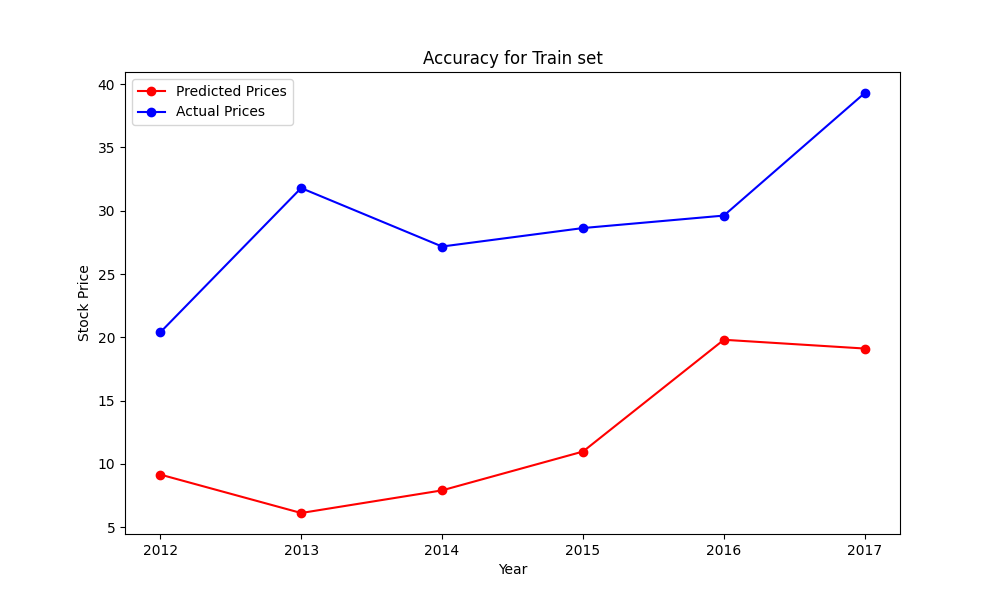 Accuracy for Train set
Predicted Prices
Actual Prices
40
35
30
25
20
15
10
5
Stock Price
2012 2013 2014 2015 2016 2017
Year